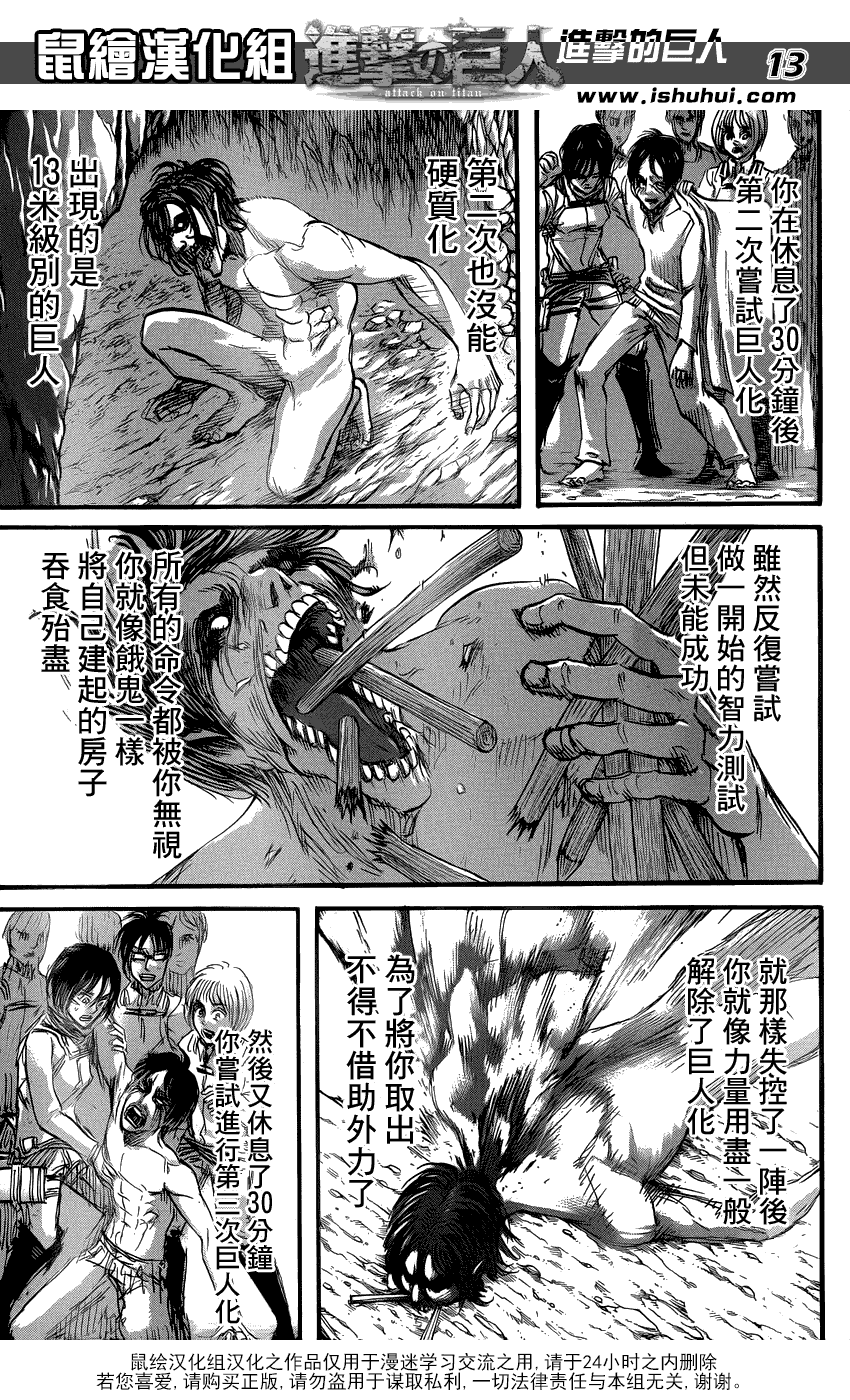 鼠繪漢化組
進撃の巨人
attack on titan
進擊的巨人
13
www.ishuhui.com
你在休息了30分鐘後
第二次嘗試巨人化
第二次也沒能
硬質化
出現的是
13米級別的巨人
雖然反復嘗試
做一開始的智力測試
但未能成功
所有的命令都被你無視
你就像餓鬼一樣
將自己建起的房子
吞食殆盡
就那樣失控了一陣後
你就像力量用盡一般
解除了巨人化
為了將你取出
不得不借助外力了
然後又休息了30分鐘
你嘗試進行第三次巨人化
鼠绘汉化组汉化之作品仅用于漫迷学习交流之用,请于24小时之内删除
若您喜爱,请购买正版,请勿盗用于谋取私利,一切法律责任与本组无关,谢谢。